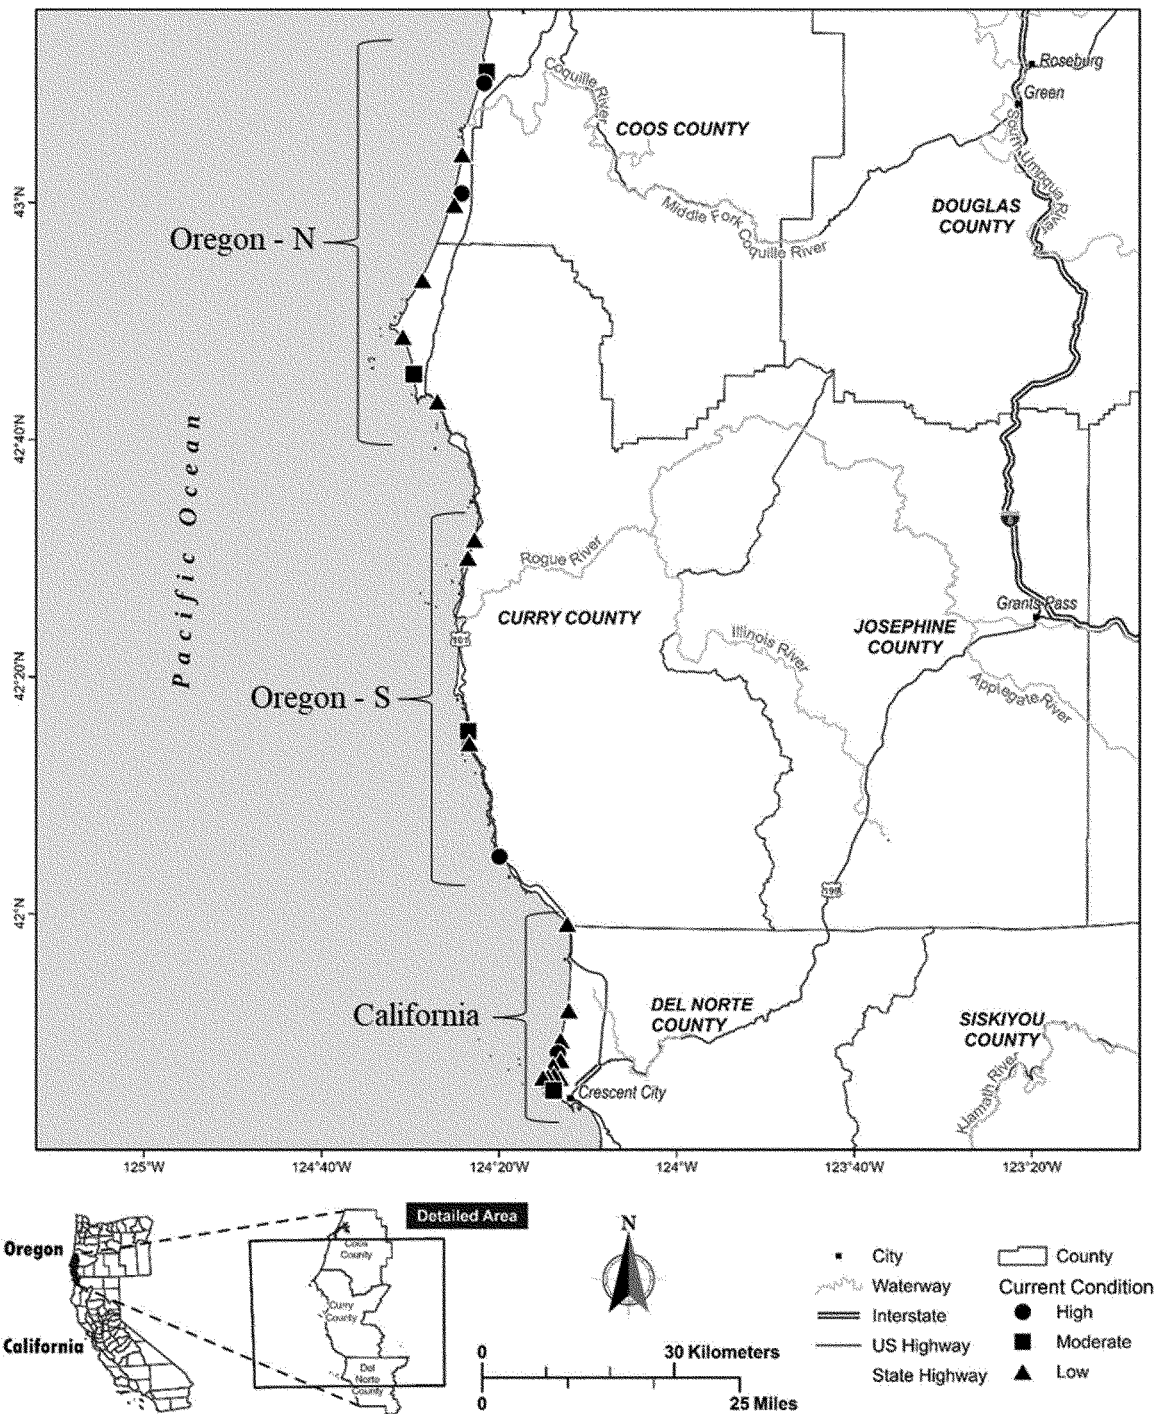 Roseburg
Green
Coquille River
COOS COUNTY
South Umpqua River
43°N
DOUGLAS
COUNTY
Middle Fork
Coquille River
Oregon - N
42°40'N
Pacific Ocean
Rogue River
Grants Pass
CURRY COUNTY
JOSEPHINE
COUNTY
101
Illinois River
42°20'N
Applegate River
Oregon - S
199
42°N
California
DEL NORTE
COUNTY
SISKIYOU
COUNTY
Klamath River
Crescent City
125°W
124°40'W
124°20'W
124°W
123°40'W
123°20'W
Detailed Area
Oregon
California
Coos
County
Curry
County
Del
Norte
County
N
0
30 Kilometers
0
25 Miles
City
Waterway
Interstate
US Highway
State Highway
County
Current Condition
High
Moderate
Low